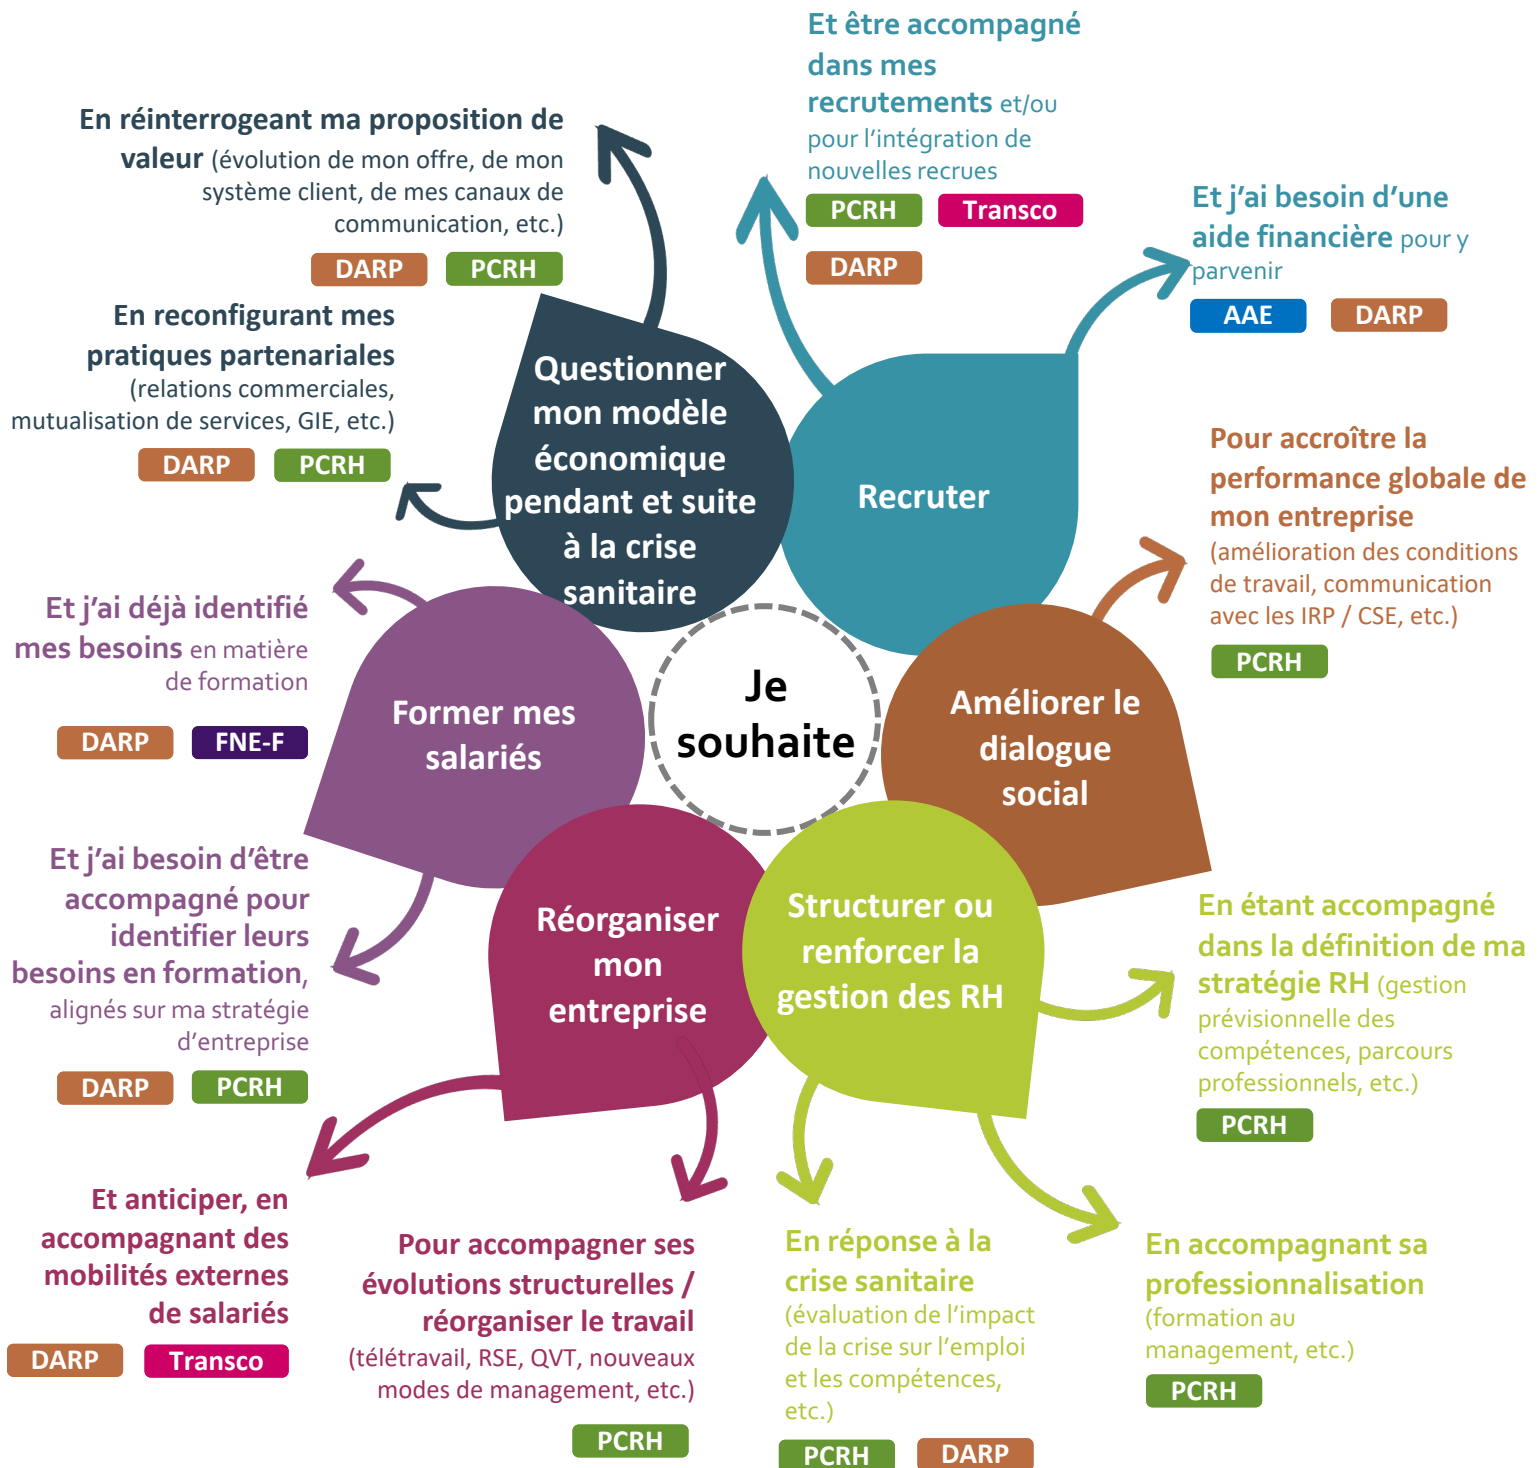 Je
souhaite
Questionner
mon modèle
économique
pendant et suite
à la crise
sanitaire
En réinterrogeant ma proposition de
valeur (évolution de mon offre, de mon
système client, de mes canaux de
communication, etc.)
DARP PCRH
En reconfigurant mes
pratiques partenariales
(relations commerciales,
mutualisation de services, GIE, etc.)
DARP PCRH
Recruter
Et être accompagné
dans mes
recrutements et/ou
pour l'intégration de
nouvelles recrues
PCRH Transco
DARP
Et j'ai besoin d'une
aide financière pour y
parvenir
AAE DARP
Améliorer le
dialogue
social
Pour accroître la
performance globale de
mon entreprise
(amélioration des conditions
de travail, communication
avec les IRP / CSE, etc.)
PCRH
Structurer ou
renforcer la
gestion des RH
En étant accompagné
dans la définition de ma
stratégie RH (gestion
prévisionnelle des
compétences, parcours
professionnels, etc.)
PCRH
En accompagnant sa
professionnalisation
(formation au
management, etc.)
PCRH
En réponse à la
crise sanitaire
(évaluation de l'impact
de la crise sur l'emploi
et les compétences,
etc.)
PCRH DARP
Réorganiser
mon
entreprise
Pour accompagner ses
évolutions structurelles /
réorganiser le travail
(télétravail, RSE, QVT, nouveaux
modes de management, etc.)
PCRH
Et anticiper, en
accompagnant des
mobilités externes
de salariés
DARP Transco
Former mes
salariés
Et j'ai déjà identifié
mes besoins en matière
de formation
DARP FNE-F
Et j'ai besoin d'être
accompagné pour
identifier leurs
besoins en formation,
alignés sur ma stratégie
d'entreprise
DARP PCRH